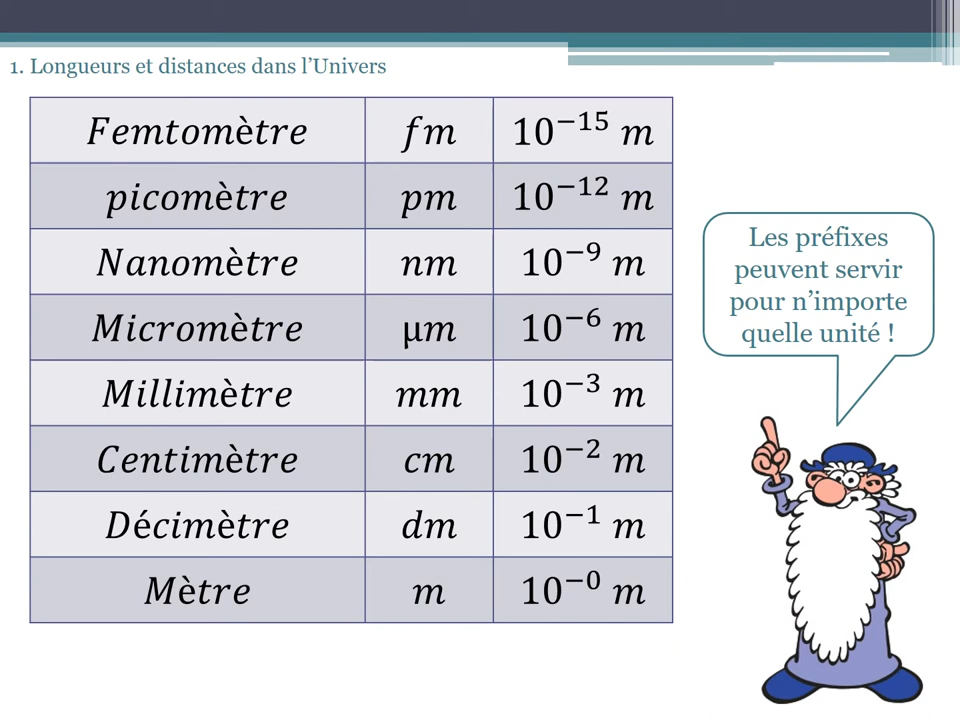 1. Longueurs et distances dans l’Univers
Femtomètre fm 10⁻¹⁵ m
picomètre pm 10⁻¹² m
Nanomètre nm 10⁻⁹ m
Micromètre µm 10⁻⁶ m
Millimètre mm 10⁻³ m
Centimètre cm 10⁻² m
Décimètre dm 10⁻¹ m
Mètre m 10⁻⁰ m
Les préfixes
peuvent servir
pour n’importe
quelle unité !